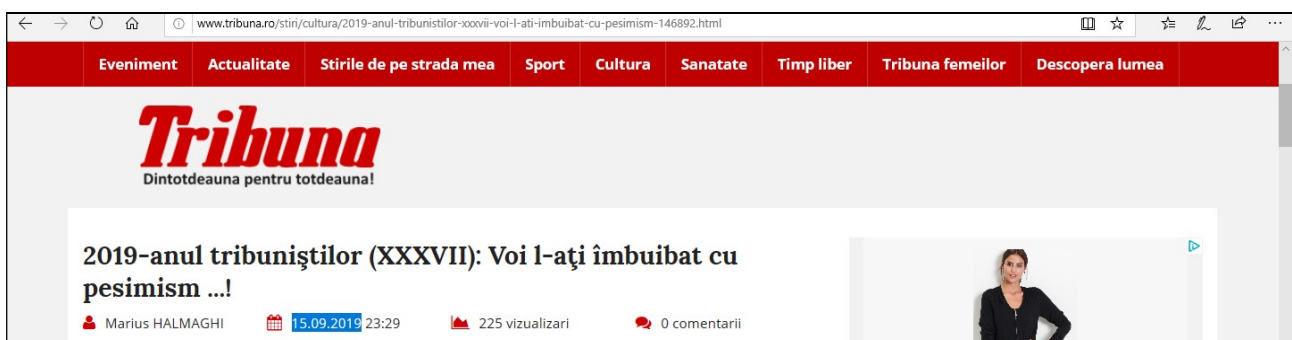 www.tribuna.ro/stiri/cultura/2019-anul-tribunistilor-xxxvii-voi-l-ati-imbuibat-cu-pesimism-146892.html
Eveniment Actualitate Stirile de pe strada mea Sport Cultura Sanatate Timp liber Tribuna femeilor Descopera lumea
Tribuna
Dintotdeauna pentru totdeauna!
2019-anul tribuniştilor (XXXVII): Voi l-aţi îmbuibat cu
pesimism ...!
Marius HALMAGHI 15.09.2019 23:29 225 vizualizari 0 comentarii